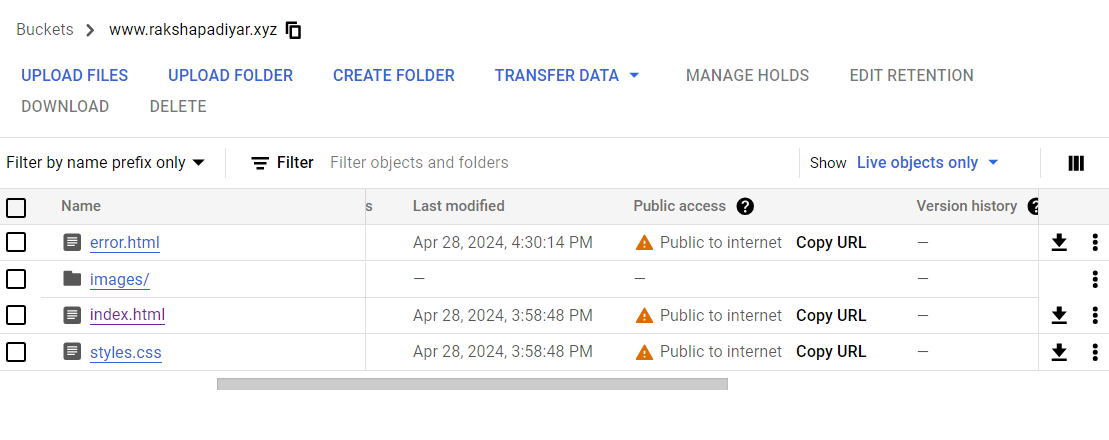 Buckets www.rakshapadiyar.xyz
UPLOAD FILES UPLOAD FOLDER CREATE FOLDER TRANSFER DATA MANAGE HOLDS EDIT RETENTION
DOWNLOAD DELETE
Filter by name prefix only Filter Filter objects and folders Show Live objects only
Name s Last modified Public access ? Version history ?
error.html Apr 28, 2024, 4:30:14 PM Public to internet Copy URL —
images/ — — —
index.html Apr 28, 2024, 3:58:48 PM Public to internet Copy URL —
styles.css Apr 28, 2024, 3:58:48 PM Public to internet Copy URL —